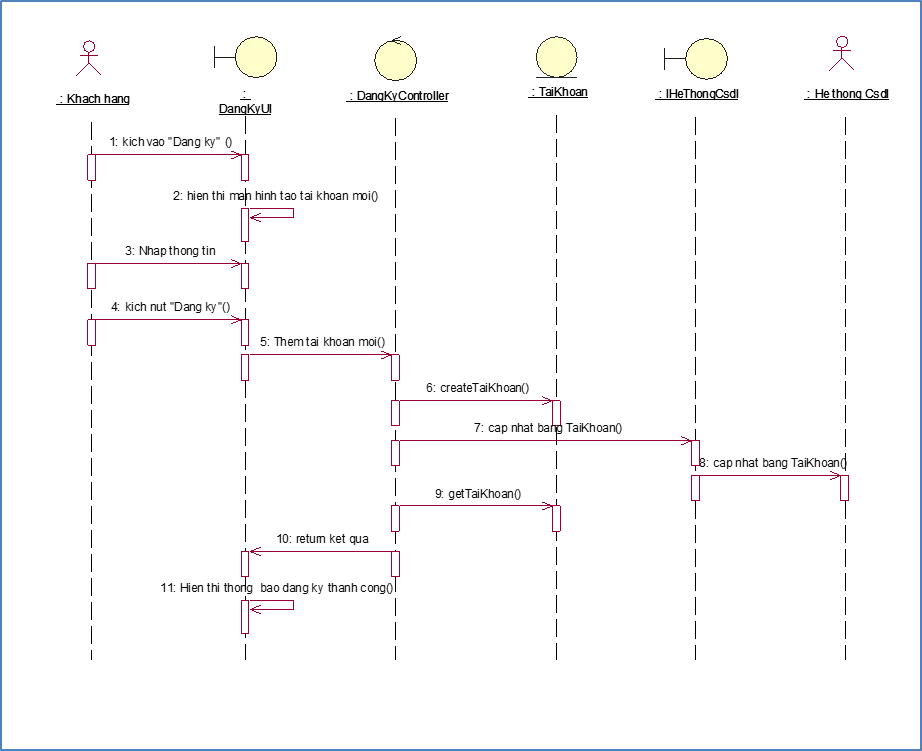 : Khach hang
:
DangKyUI
: DangKyController
: TaiKhoan
: IHeThongCsdl
: He thong Csdl
1: kich vao "Dang ky" ()
2: hien thi man hinh tao tai khoan moi()
3: Nhap thong tin
4: kich nut "Dang ky"()
5: Them tai khoan moi()
6: createTaiKhoan()
7: cap nhat bang TaiKhoan()
8: cap nhat bang TaiKhoan()
9: getTaiKhoan()
10: return ket qua
11: Hien thi thong bao dang ky thanh cong()